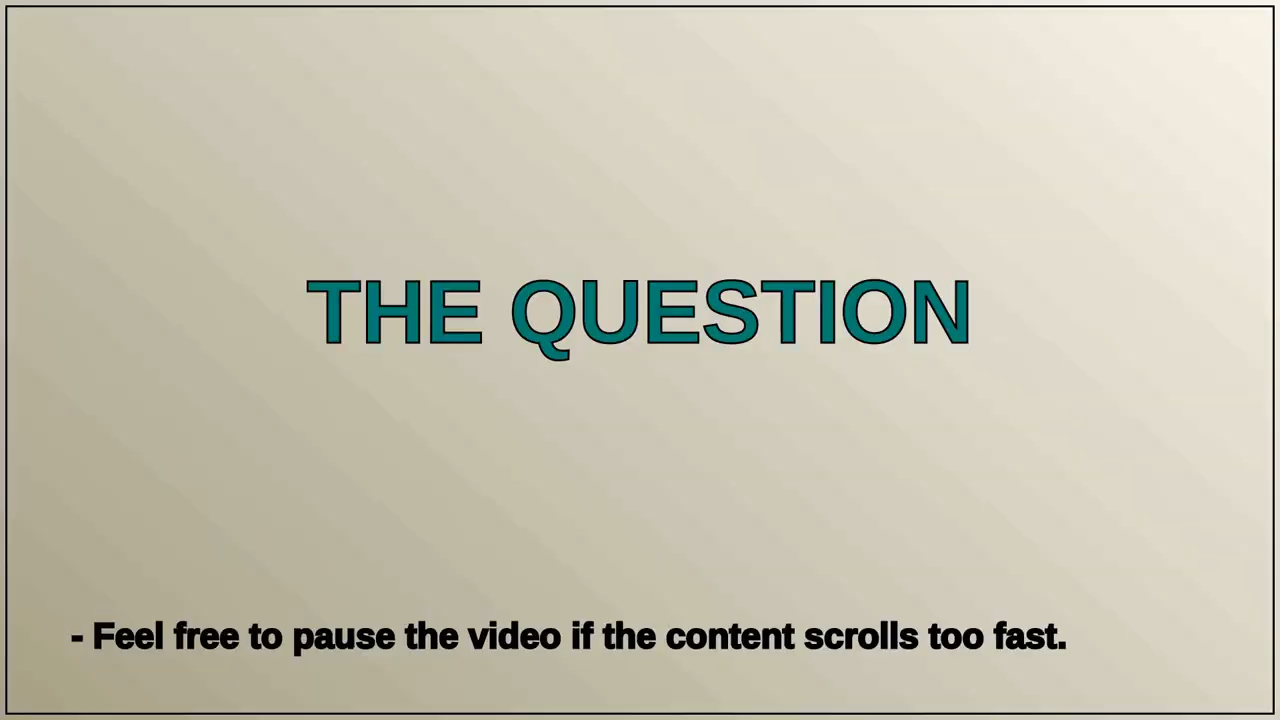 THE QUESTION
- Feel free to pause the video if the content scrolls too fast.